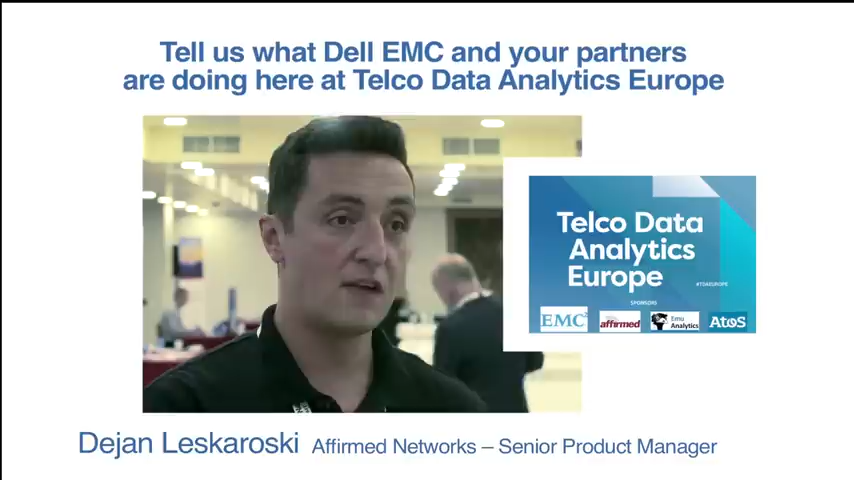 Tell us what Dell EMC and your partners
are doing here at Telco Data Analytics Europe
Telco Data
Analytics
Europe
#TDAEUROPE
SPONSORS
EMC²
affirmed
Emu
Analytics
Atos
Dejan Leskaroski Affirmed Networks – Senior Product Manager